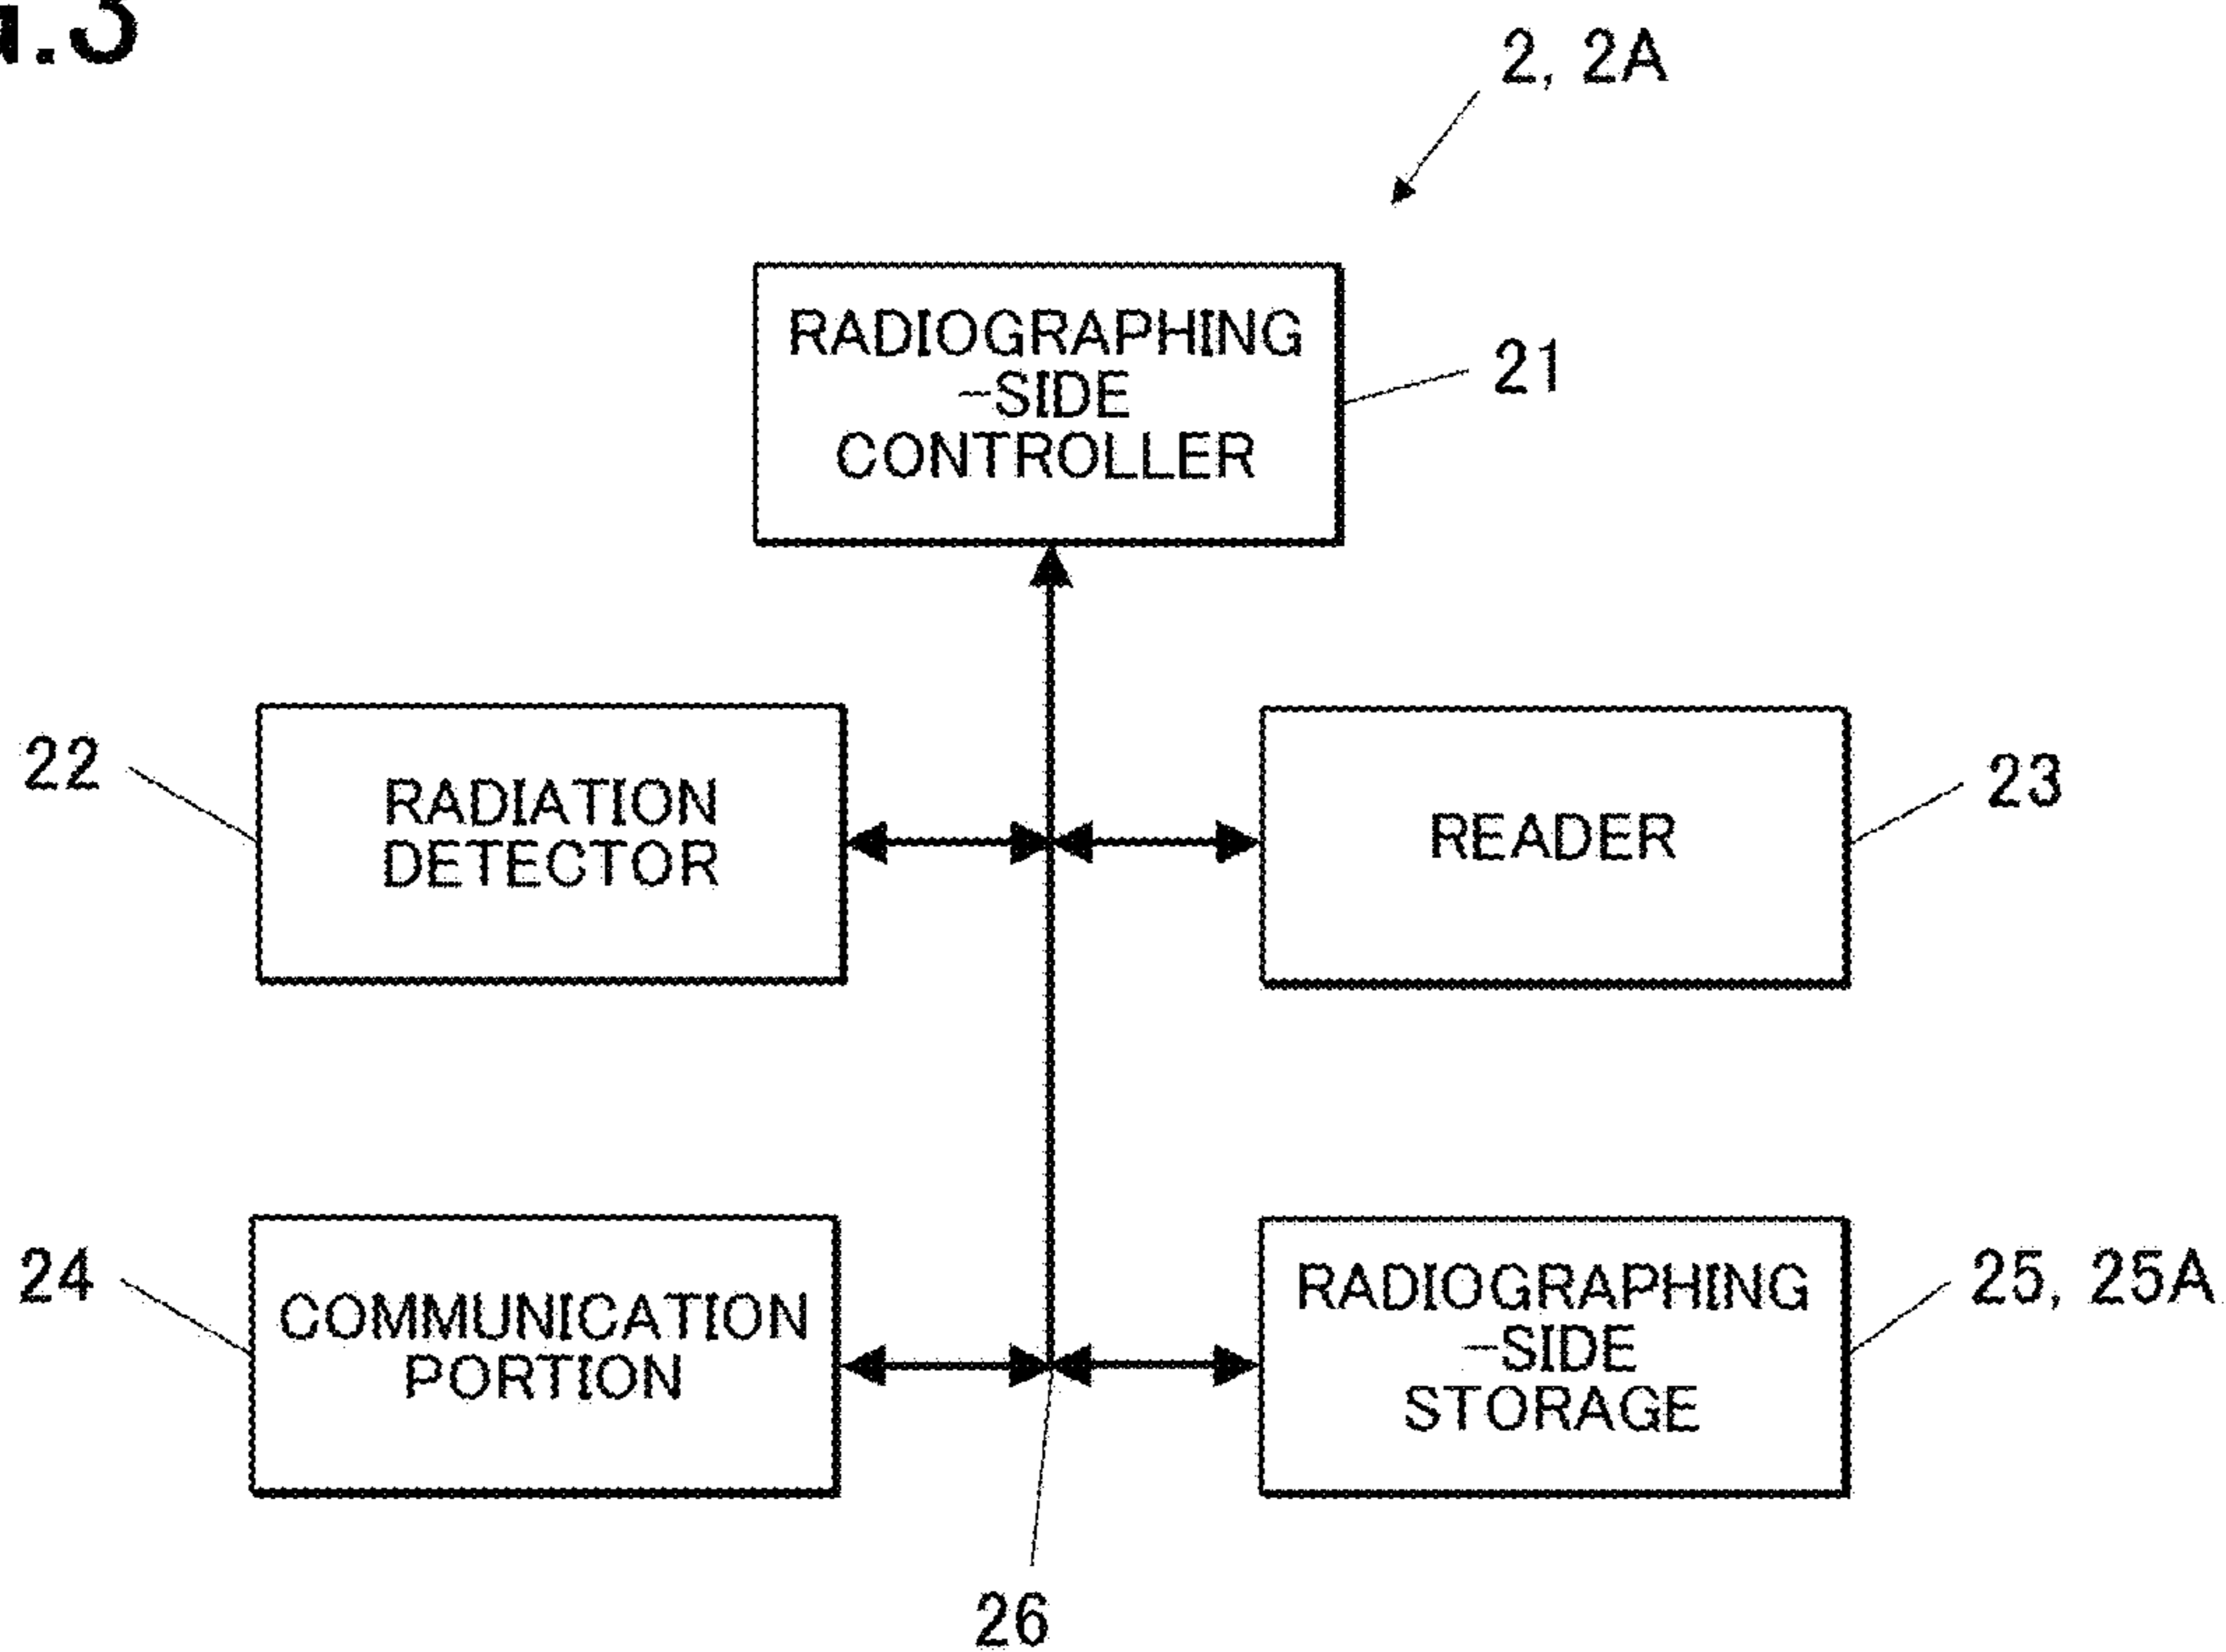 .3
2, 2A
RADIOGRAPHING
-SIDE
CONTROLLER
21
22
RADIATION
DETECTOR
READER
23
24
COMMUNICATION
PORTION
RADIOGRAPHING
-SIDE
STORAGE
25, 25A
26